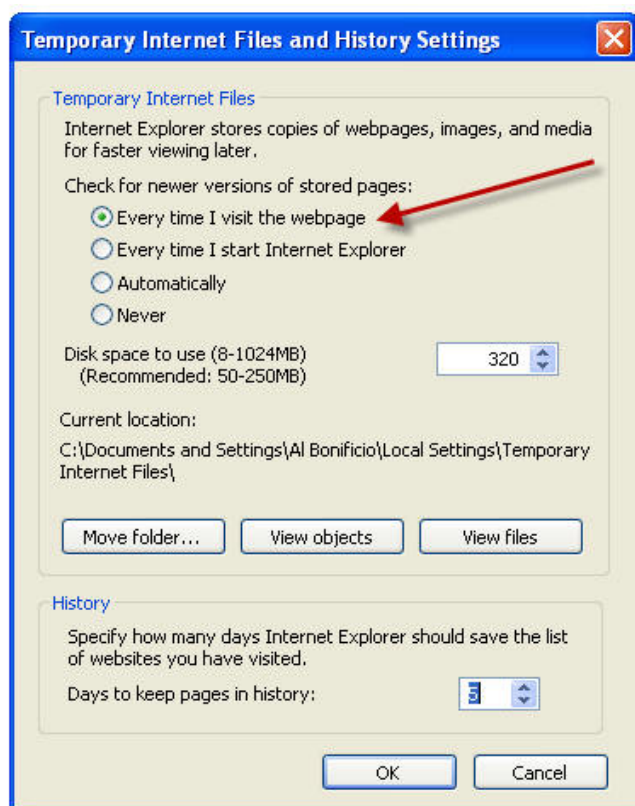 Temporary Internet Files and History Settings
Temporary Internet Files
Internet Explorer stores copies of webpages, images, and media
for faster viewing later.
Check for newer versions of stored pages:
Every time I visit the webpage
Every time I start Internet Explorer
Automatically
Never
Disk space to use (8-1024MB)
320
(Recommended: 50-250MB)
Current location:
C:\Documents and Settings\Al Bonificio\Local Settings\Temporary
Internet Files\
Move folder...
View objects
View files
History
Specify how many days Internet Explorer should save the list
of websites you have visited.
Days to keep pages in history:
OK
Cancel